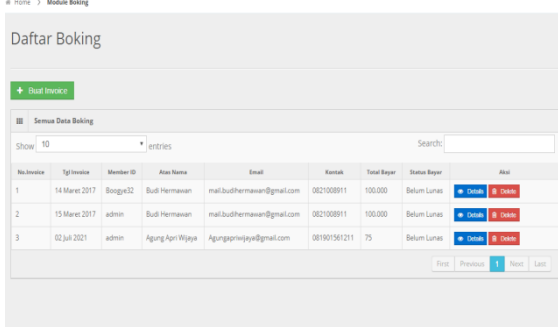 Home > Module Boking
Daftar Boking
+ Buat Invoice
Semua Data Boking
Show 10 entries Search:
No.Invoice Tgl Invoice Member ID Atas Nama Email Kontak Total Bayar Status Bayar Aksi
1 14 Maret 2017 Boogye32 Budi Hermawan mail.budihermawan@gmail.com 0821008911 100.000 Belum Lunas Details Delete
2 15 Maret 2017 admin Budi Hermawan mail.budihermawan@gmail.com 0821008911 100.000 Belum Lunas Details Delete
3 02 Juli 2021 admin Agung Apri Wijaya Agungapriwijaya@gmail.com 081901561211 75 Belum Lunas Details Delete
First Previous 1 Next Last